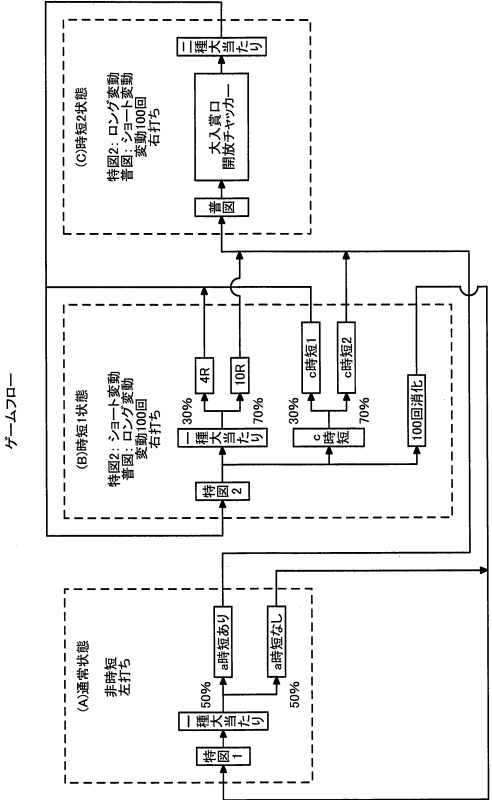 ゲームフロー
(A)通常状態
非時短
左打ち
特図1
一種大当たり
50%
a時短あり
50%
a時短なし
(B)時短1状態
特図2: ショート変動
普図: ロング変動
変動100回
右打ち
特図2
一種大当たり
30%
4R
70%
10R
c時短
30%
c時短1
70%
c時短2
100回消化
(C)時短2状態
特図2: ロング変動
普図: ショート変動
変動100回
右打ち
普図
大入賞口
開放チャッカー
二種大当たり